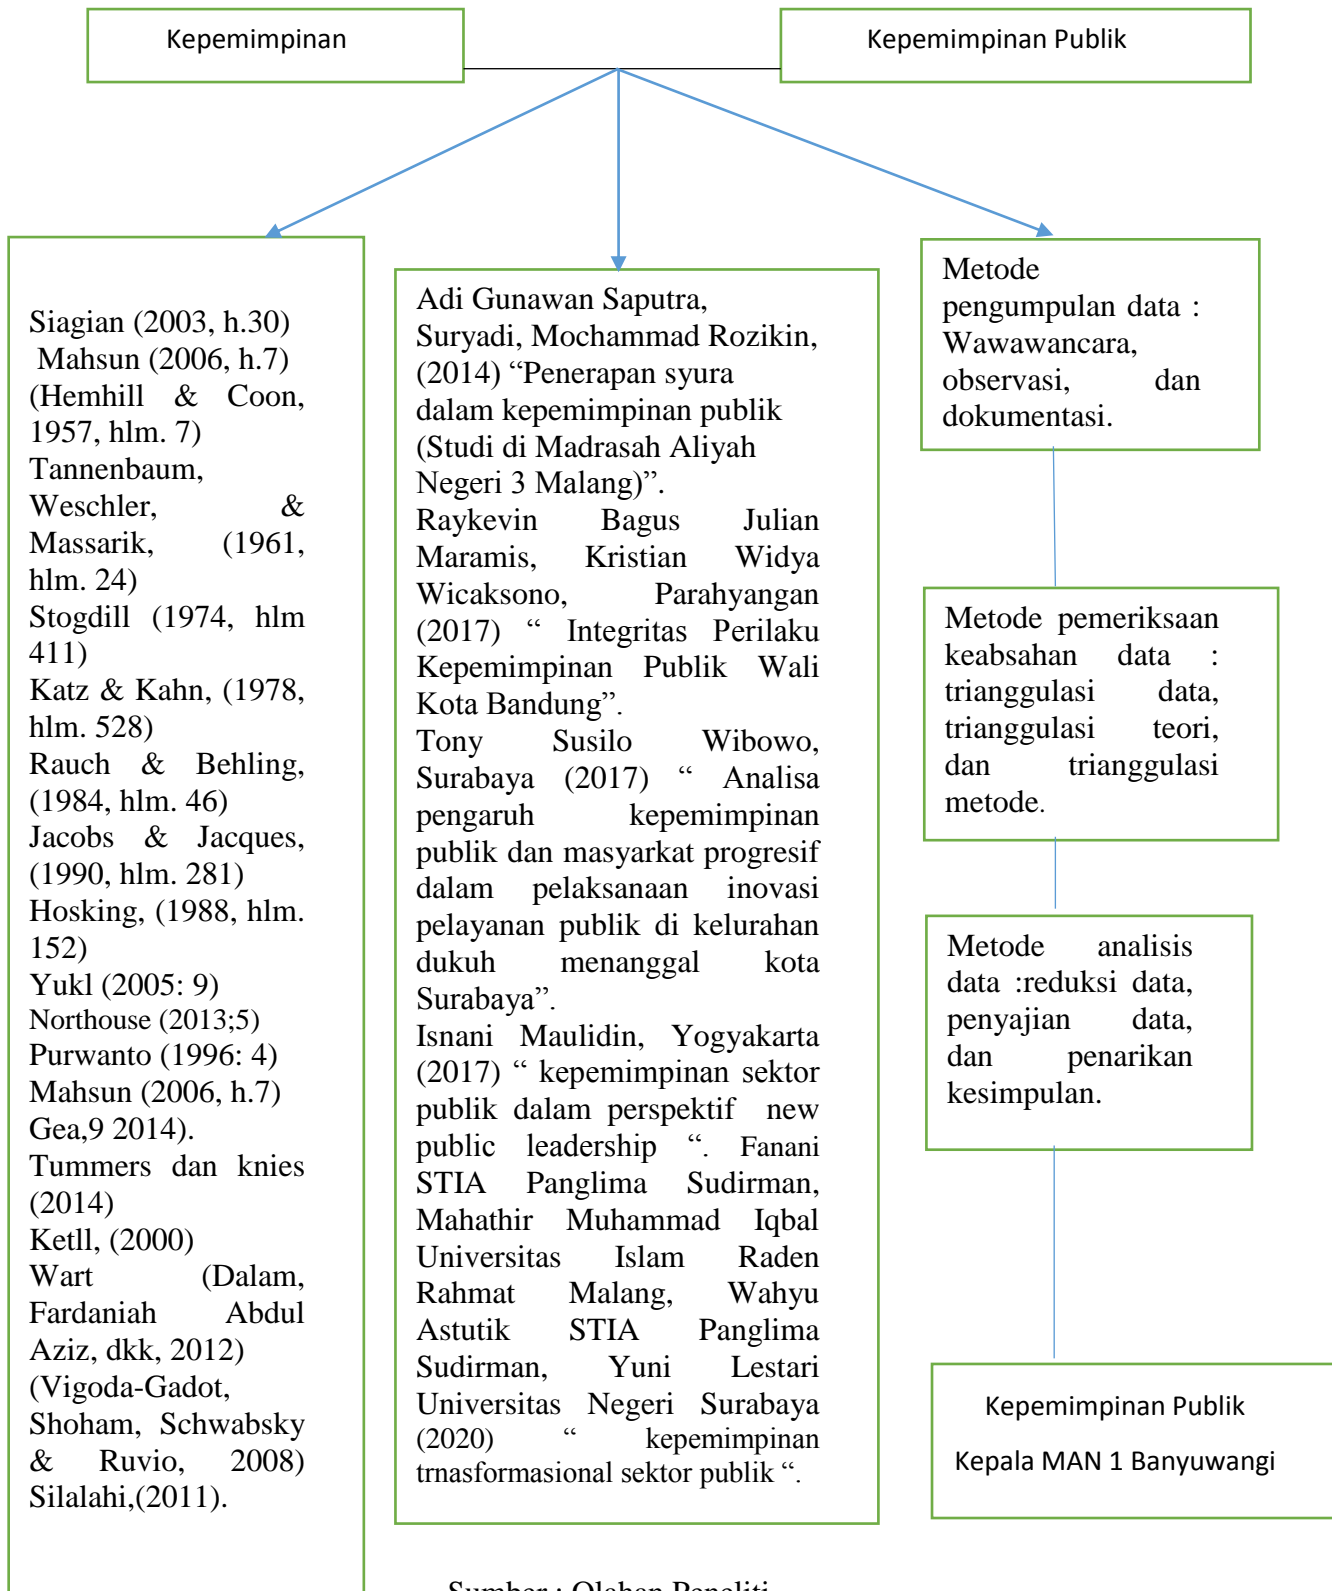 Kepemimpinan
Kepemimpinan Publik
Siagian (2003, h.30)
Mahsun (2006, h.7)
(Hemhill & Coon,
1957, hlm. 7)
Tannenbaum,
Weschler, &
Massarik, (1961,
hlm. 24)
Stogdill (1974, hlm
411)
Katz & Kahn, (1978,
hlm. 528)
Rauch & Behling,
(1984, hlm. 46)
Jacobs & Jacques,
(1990, hlm. 281)
Hosking, (1988, hlm.
152)
Yukl (2005: 9)
Northouse (2013;5)
Purwanto (1996: 4)
Mahsun (2006, h.7)
Gea,9 2014).
Tummers dan knies
(2014)
Ketll, (2000)
Wart (Dalam,
Fardaniah Abdul
Aziz, dkk, 2012)
(Vigoda-Gadot,
Shoham, Schwabsky
& Ruvio, 2008)
Silalahi,(2011).
Adi Gunawan Saputra,
Suryadi, Mochammad Rozikin,
(2014) “Penerapan syura
dalam kepemimpinan publik
(Studi di Madrasah Aliyah
Negeri 3 Malang)”.
Raykevin Bagus Julian
Maramis, Kristian Widya
Wicaksono, Parahyangan
(2017) “ Integritas Perilaku
Kepemimpinan Publik Wali
Kota Bandung”.
Tony Susilo Wibowo,
Surabaya (2017) “ Analisa
pengaruh kepemimpinan
publik dan masyarkat progresif
dalam pelaksanaan inovasi
pelayanan publik di kelurahan
dukuh menanggal kota
Surabaya”.
Isnani Maulidin, Yogyakarta
(2017) “ kepemimpinan sektor
publik dalam perspektif new
public leadership “. Fanani
STIA Panglima Sudirman,
Mahathir Muhammad Iqbal
Universitas Islam Raden
Rahmat Malang, Wahyu
Astutik STIA Panglima
Sudirman, Yuni Lestari
Universitas Negeri Surabaya
(2020) “ kepemimpinan
trnasformasional sektor publik “.
Metode
pengumpulan data :
Wawawancara,
observasi, dan
dokumentasi.
Metode pemeriksaan
keabsahan data :
trianggulasi data,
trianggulasi teori,
dan trianggulasi
metode.
Metode analisis
data :reduksi data,
penyajian data,
dan penarikan
kesimpulan.
Kepemimpinan Publik
Kepala MAN 1 Banyuwangi
Sumber : Olahan Peneliti